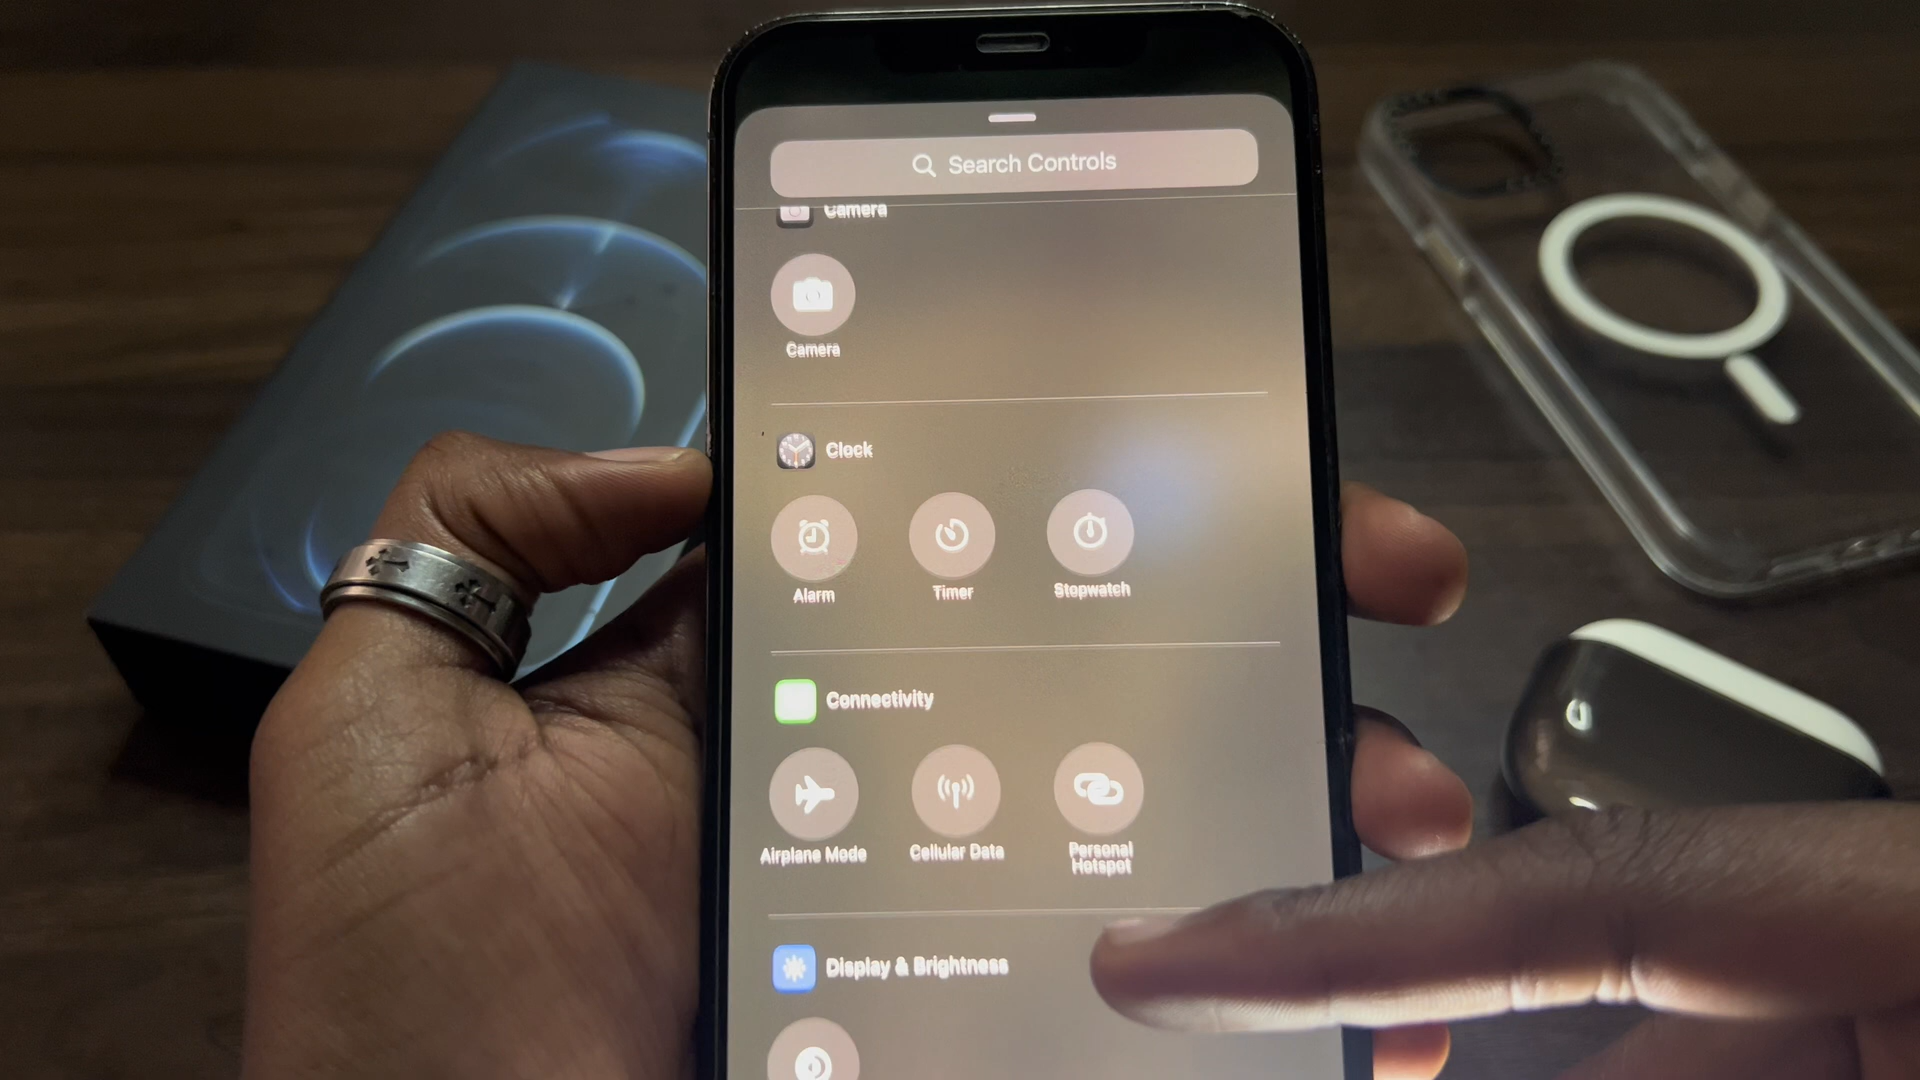 Search Controls
Camera
Camera
Clock
Alarm
Timer
Stopwatch
Connectivity
Airplane Mode
Cellular Data
Personal
Hotspot
Display & Brightness